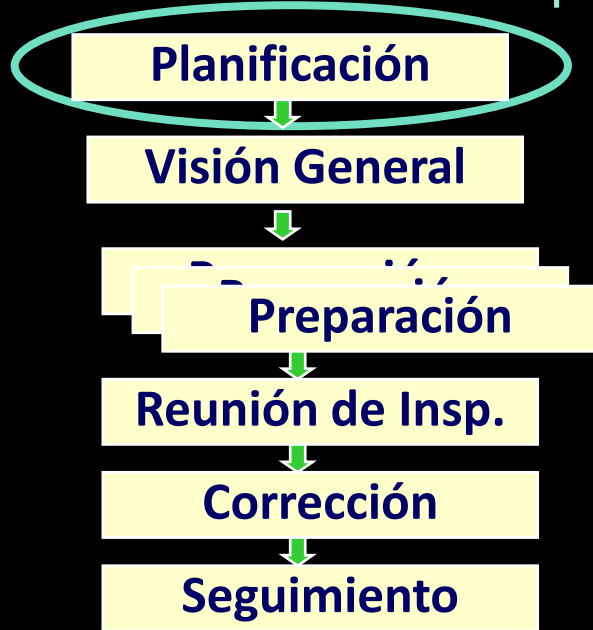 Planificación
Visión General
Preparación
Reunión de Insp.
Corrección
Seguimiento